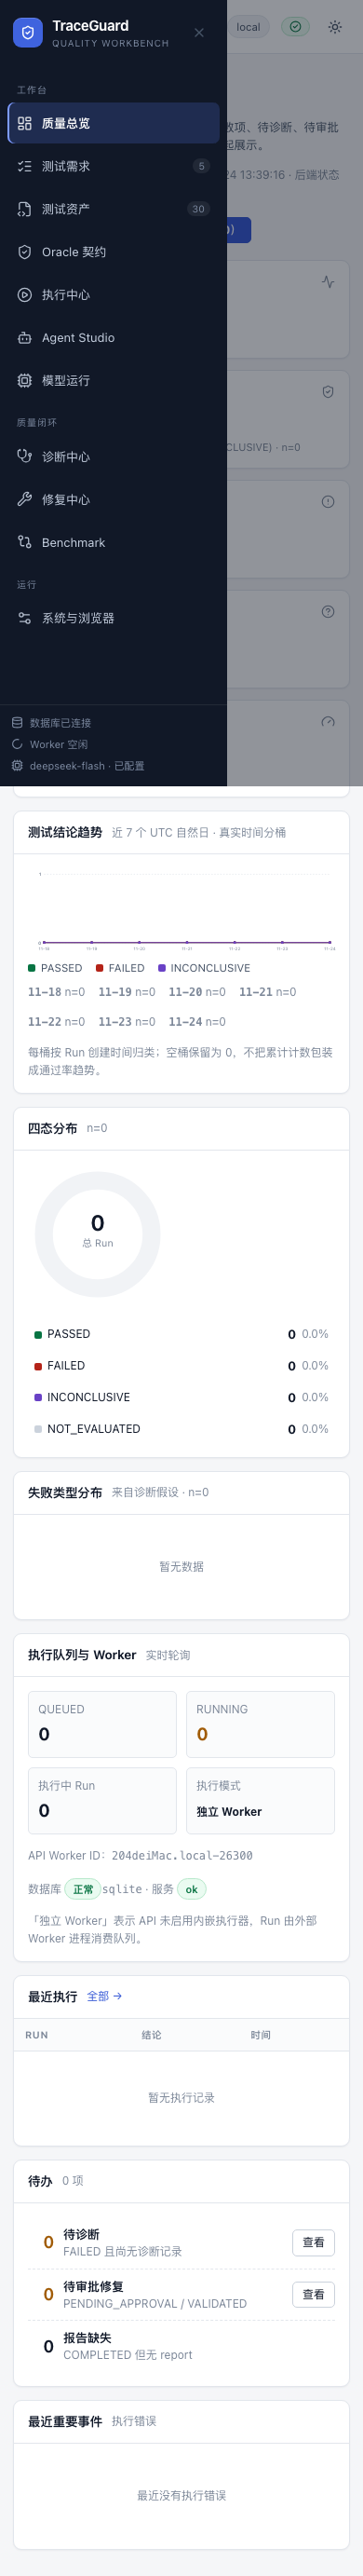 TraceGuard
QUALITY WORKBENCH
local
工作台
质量总览
测试需求 5
测试资产 30
Oracle 契约
执行中心
Agent Studio
模型运行
质量闭环
诊断中心
修复中心
Benchmark
运行
系统与浏览器
数据库已连接
Worker 空闲
deepseek-flash · 已配置
改项、待诊断、待审批
起展示。
24 13:39:16 · 后端状态
CLUSIVE) · n=0
测试结论趋势 近 7 个 UTC 自然日 · 真实时间分桶
1
0
PASSED FAILED INCONCLUSIVE
11-18 n=0 11-19 n=0 11-20 n=0 11-21 n=0
11-22 n=0 11-23 n=0 11-24 n=0
每桶按 Run 创建时间归类；空桶保留为 0，不把累计计数包装
成通过率趋势。
四态分布 n=0
0
总 Run
PASSED 0 0.0%
FAILED 0 0.0%
INCONCLUSIVE 0 0.0%
NOT_EVALUATED 0 0.0%
失败类型分布 来自诊断假设 · n=0
暂无数据
执行队列与 Worker 实时轮询
QUEUED
0
RUNNING
0
执行中 Run
0
执行模式
独立 Worker
API Worker ID: 204deiMac.local-26300
数据库 正常 sqlite · 服务 ok
「独立 Worker」表示 API 未启用内嵌执行器，Run 由外部
Worker 进程消费队列。
最近执行 全部 →
RUN 结论 时间
暂无执行记录
待办 0 项
0 待诊断 查看
FAILED 且尚无诊断记录
0 待审批修复 查看
PENDING_APPROVAL / VALIDATED
0 报告缺失
COMPLETED 但无 report
最近重要事件 执行错误
最近没有执行错误